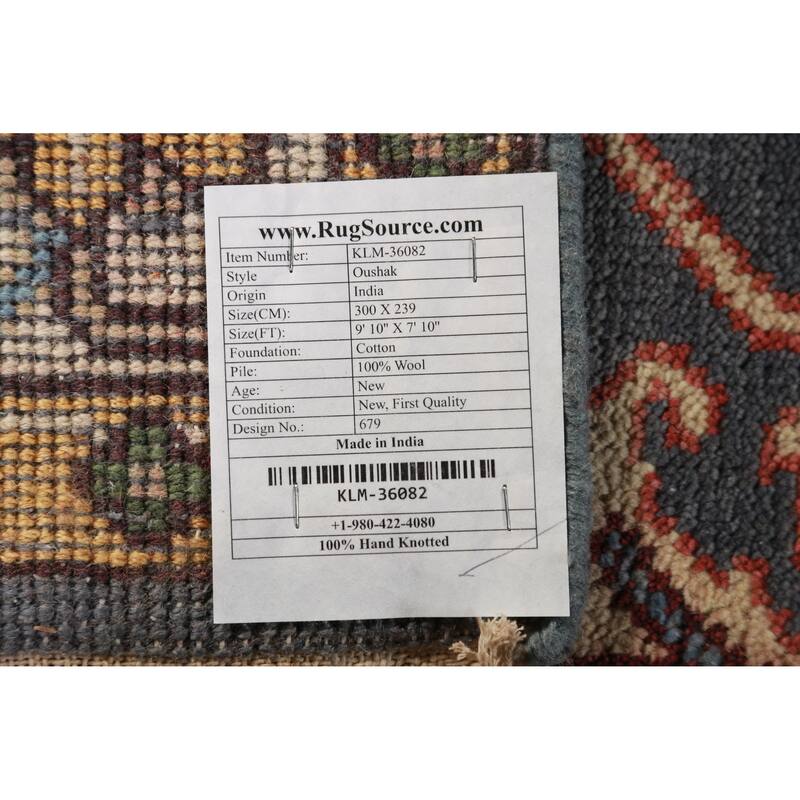 www.RugSource.com
Item Number: KLM-36082
Style Oushak
Origin India
Size(CM): 300 X 239
Size(FT): 9' 10" X 7' 10"
Foundation: Cotton
Pile: 100% Wool
Age: New
Condition: New, First Quality
Design No.: 679
Made in India
KLM-36082
+1-980-422-4080
100% Hand Knotted